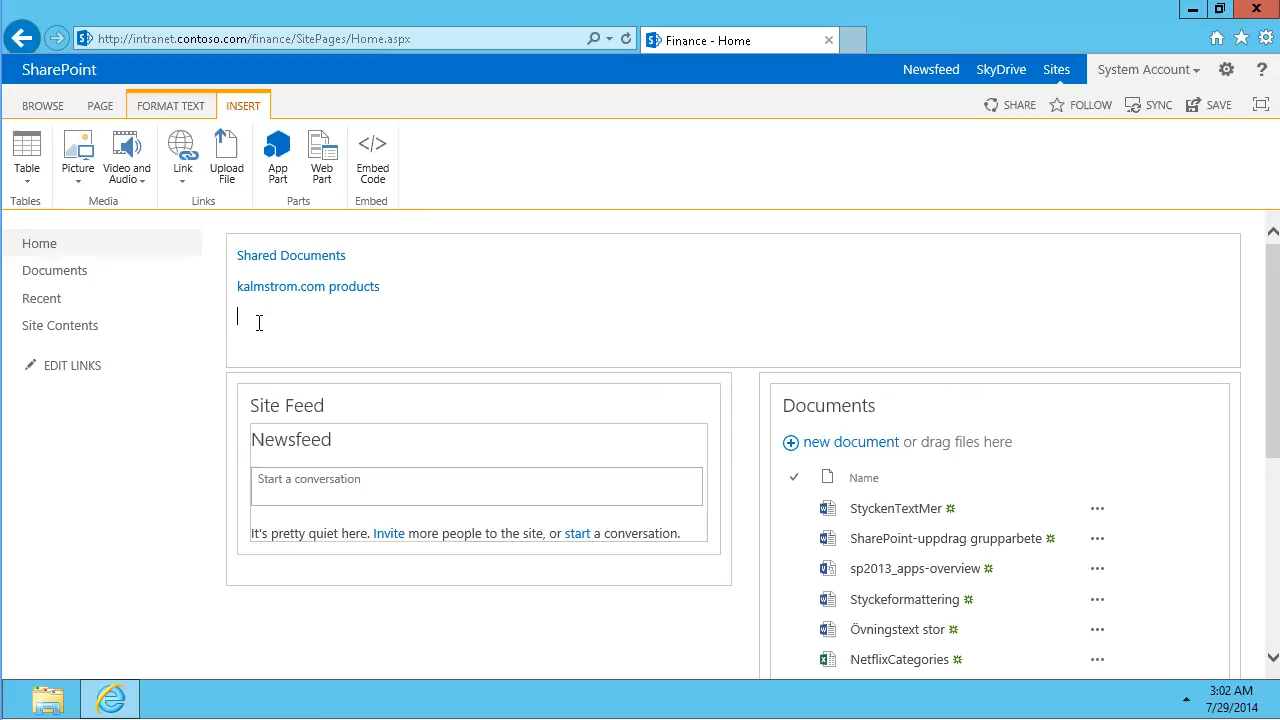 http://intranet.contoso.com/finance/SitePages/Home.aspx
Finance - Home
SharePoint
Newsfeed SkyDrive Sites System Account ?
BROWSE PAGE FORMAT TEXT INSERT
SHARE FOLLOW SYNC SAVE
Table Picture Video and Audio Link Upload File App Part Web Part Embed Code
Tables Media Links Parts Embed
Home
Documents
Recent
Site Contents
EDIT LINKS
Shared Documents
kalmstrom.com products
Site Feed
Newsfeed
Start a conversation
It's pretty quiet here. Invite more people to the site, or start a conversation.
Documents
new document or drag files here
Name
StyckenTextMer
SharePoint-uppdrag grupparbete
sp2013_apps-overview
Styckeformattering
Övningstext stor
NetflixCategories
3:02 AM
7/29/2014